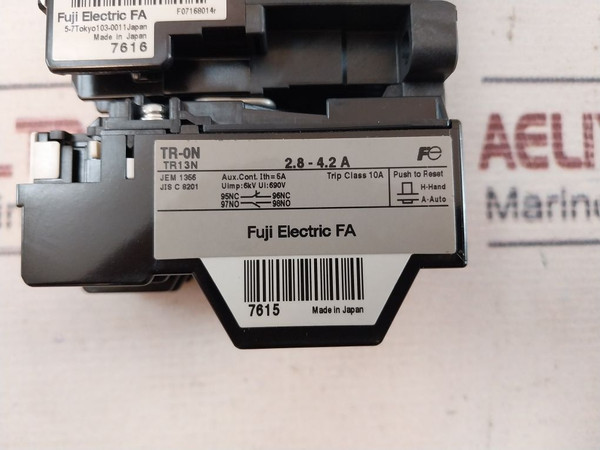 Fuji Electric FA
F07168014r
5-7Tokyo103-0011Japan
Made in Japan
7616
TR-0N
TR13N
2.8 - 4.2 A
FE
JEM 1356
JIS C 8201
Aux.Cont. Ith=5A
Trip Class 10A
Uimp:6kV Ui:690V
95NC 96NC
97NO 98NO
Push to Reset
H-Hand
A-Auto
Fuji Electric FA
7615
Made in Japan
AELIY
Marin